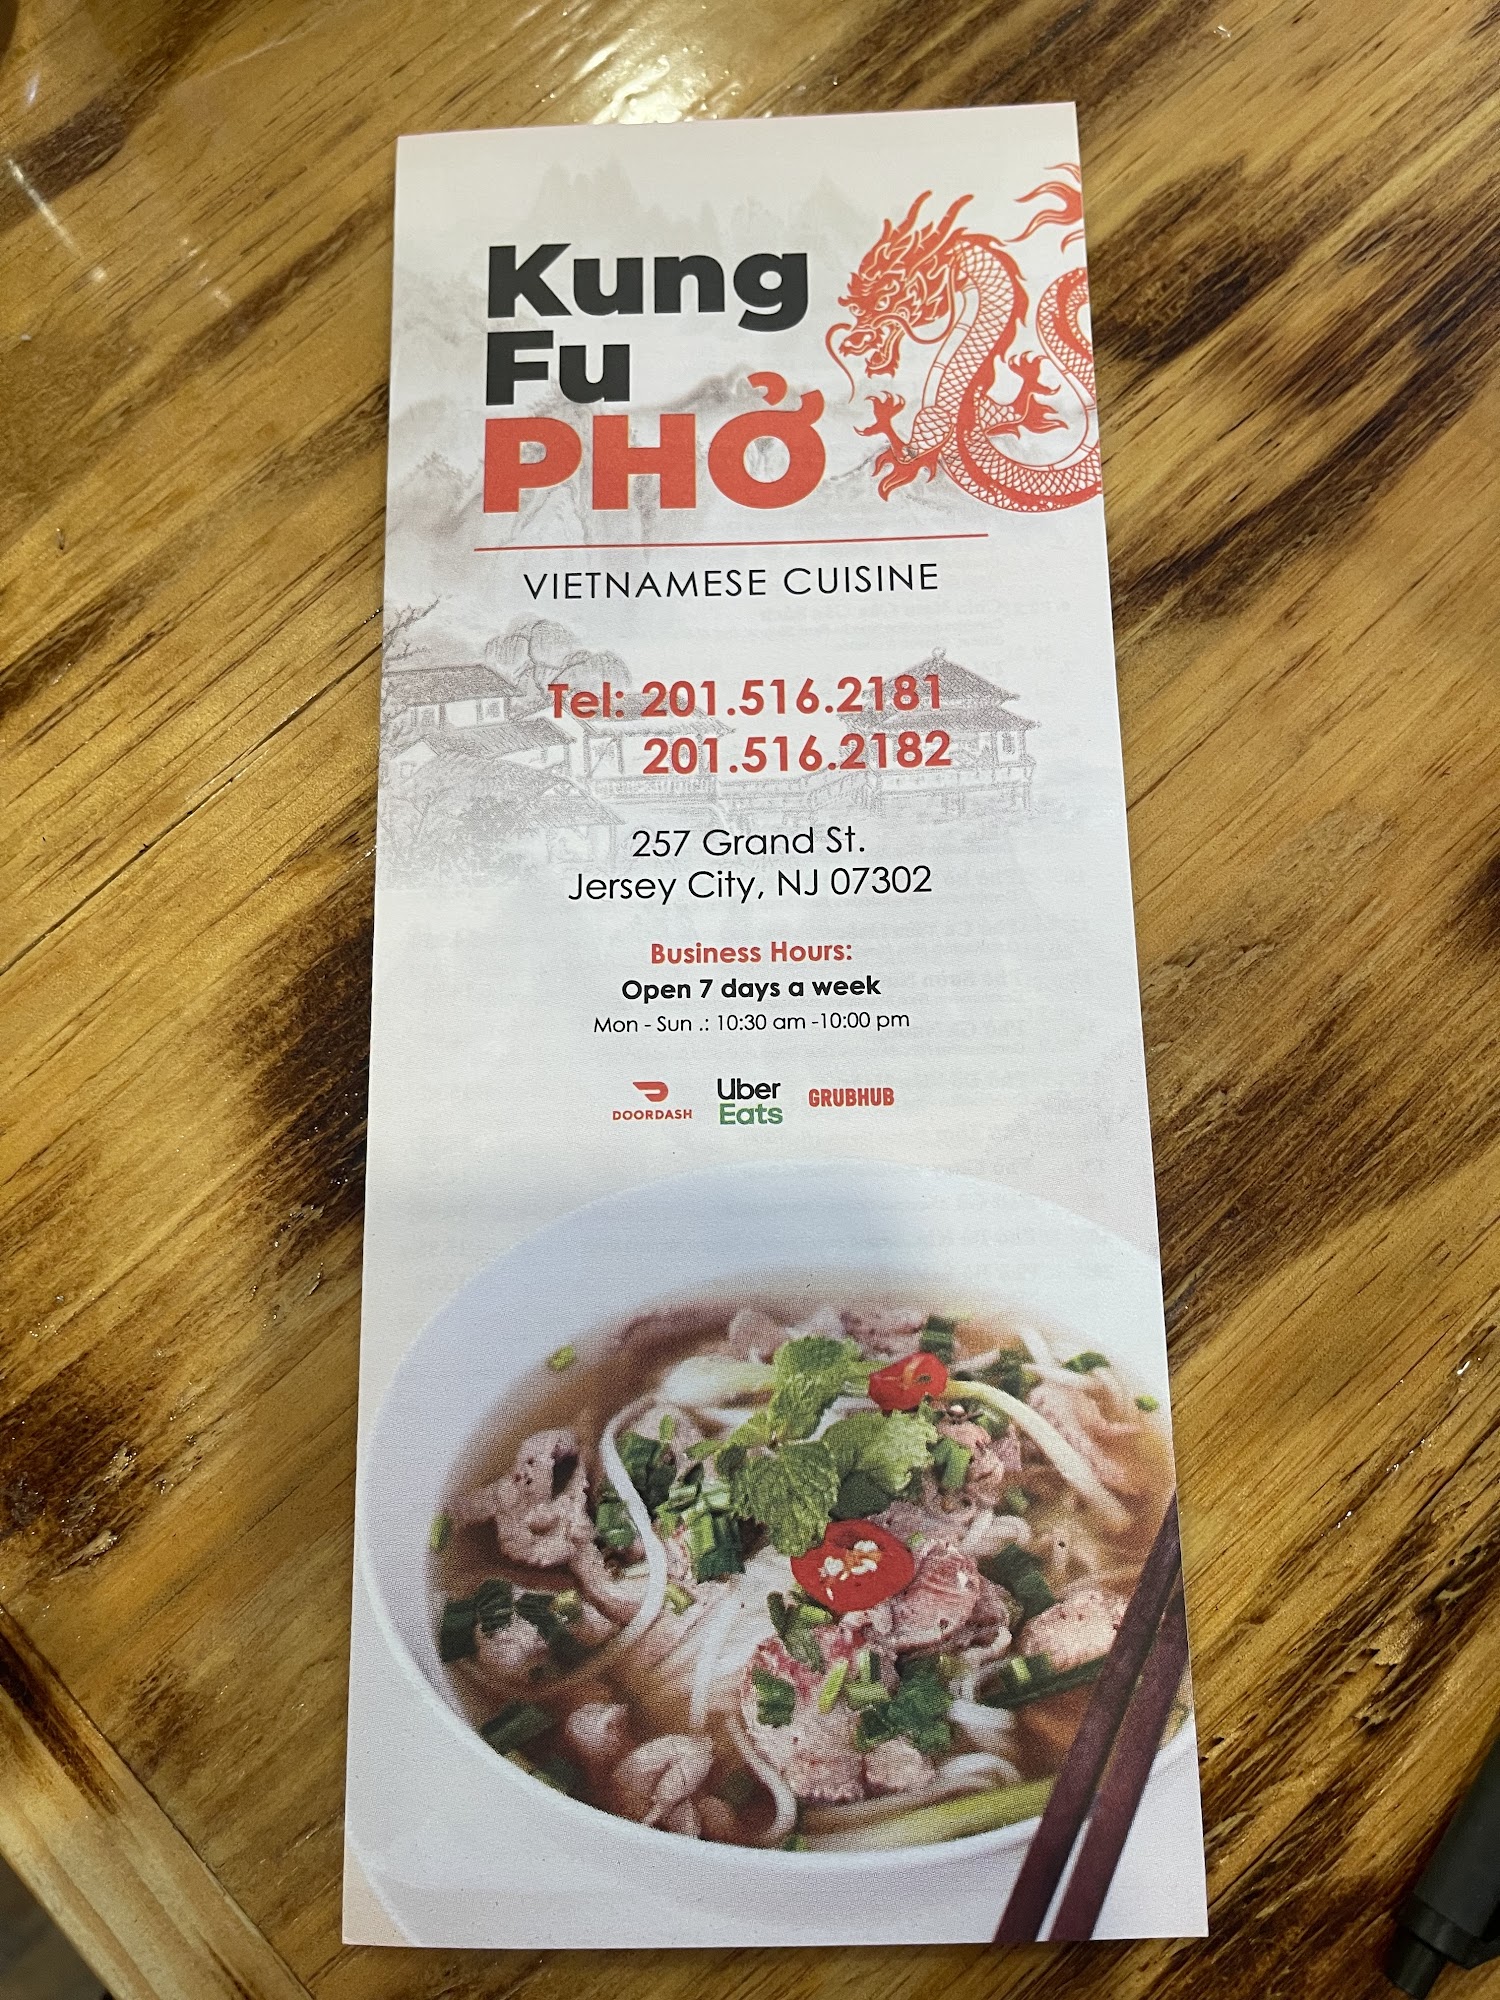 Kung
Fu
PHỞ
VIETNAMESE CUISINE
Tel: 201.516.2181
201.516.2182
257 Grand St.
Jersey City, NJ 07302
Business Hours:
Open 7 days a week
Mon - Sun .: 10:30 am -10:00 pm
DOORDASH
Uber
Eats
GRUBHUB